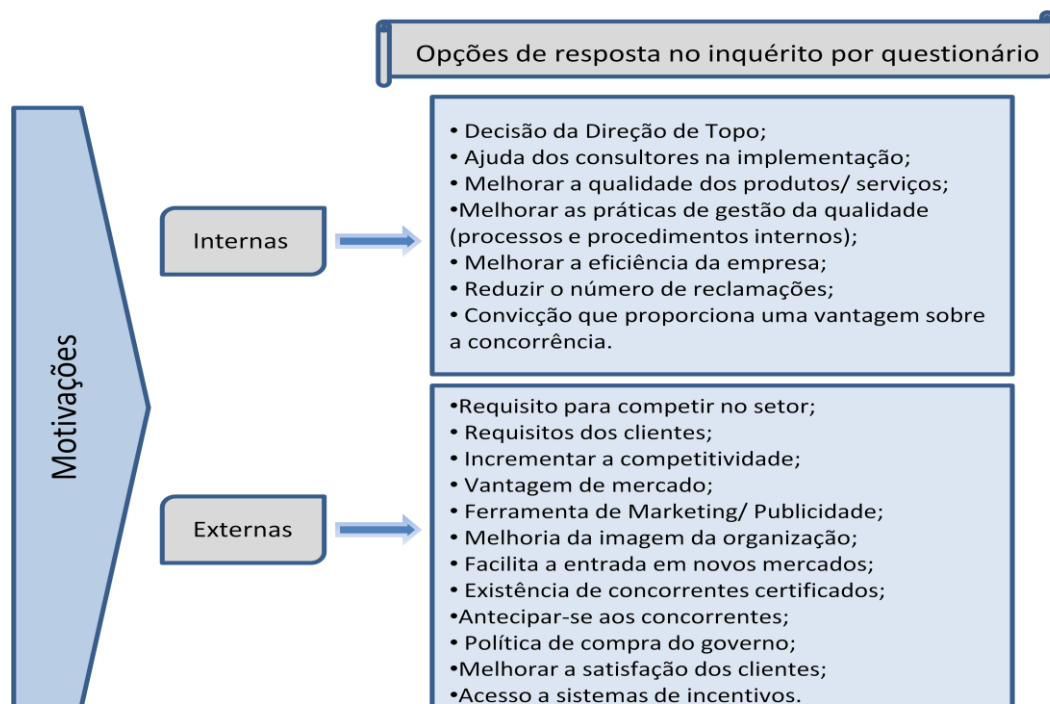 Opções de resposta no inquérito por questionário
Motivações
Internas
• Decisão da Direção de Topo;
• Ajuda dos consultores na implementação;
• Melhorar a qualidade dos produtos/ serviços;
•Melhorar as práticas de gestão da qualidade
(processos e procedimentos internos);
• Melhorar a eficiência da empresa;
• Reduzir o número de reclamações;
• Convicção que proporciona uma vantagem sobre
a concorrência.
Externas
•Requisito para competir no setor;
• Requisitos dos clientes;
• Incrementar a competitividade;
• Vantagem de mercado;
• Ferramenta de Marketing/ Publicidade;
• Melhoria da imagem da organização;
• Facilita a entrada em novos mercados;
• Existência de concorrentes certificados;
•Antecipar-se aos concorrentes;
• Política de compra do governo;
•Melhorar a satisfação dos clientes;
•Acesso a sistemas de incentivos.